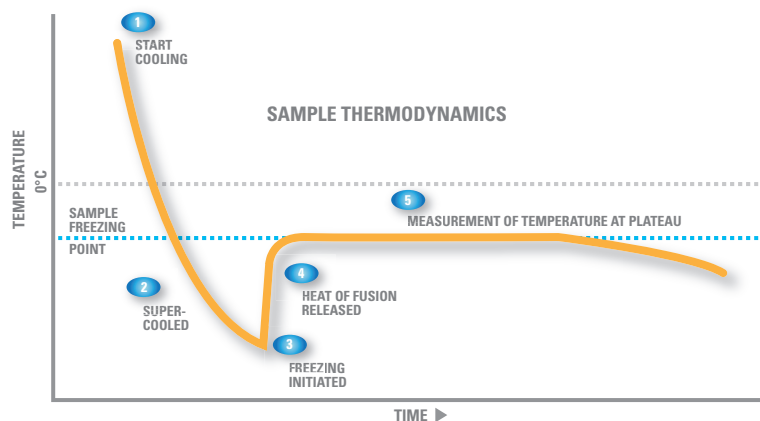 1
START
COOLING
SAMPLE THERMODYNAMICS
TEMPERATURE
0°C
5
MEASUREMENT OF TEMPERATURE AT PLATEAU
SAMPLE
FREEZING
POINT
2
SUPER-
COOLED
4
HEAT OF FUSION
RELEASED
3
FREEZING
INITIATED
TIME